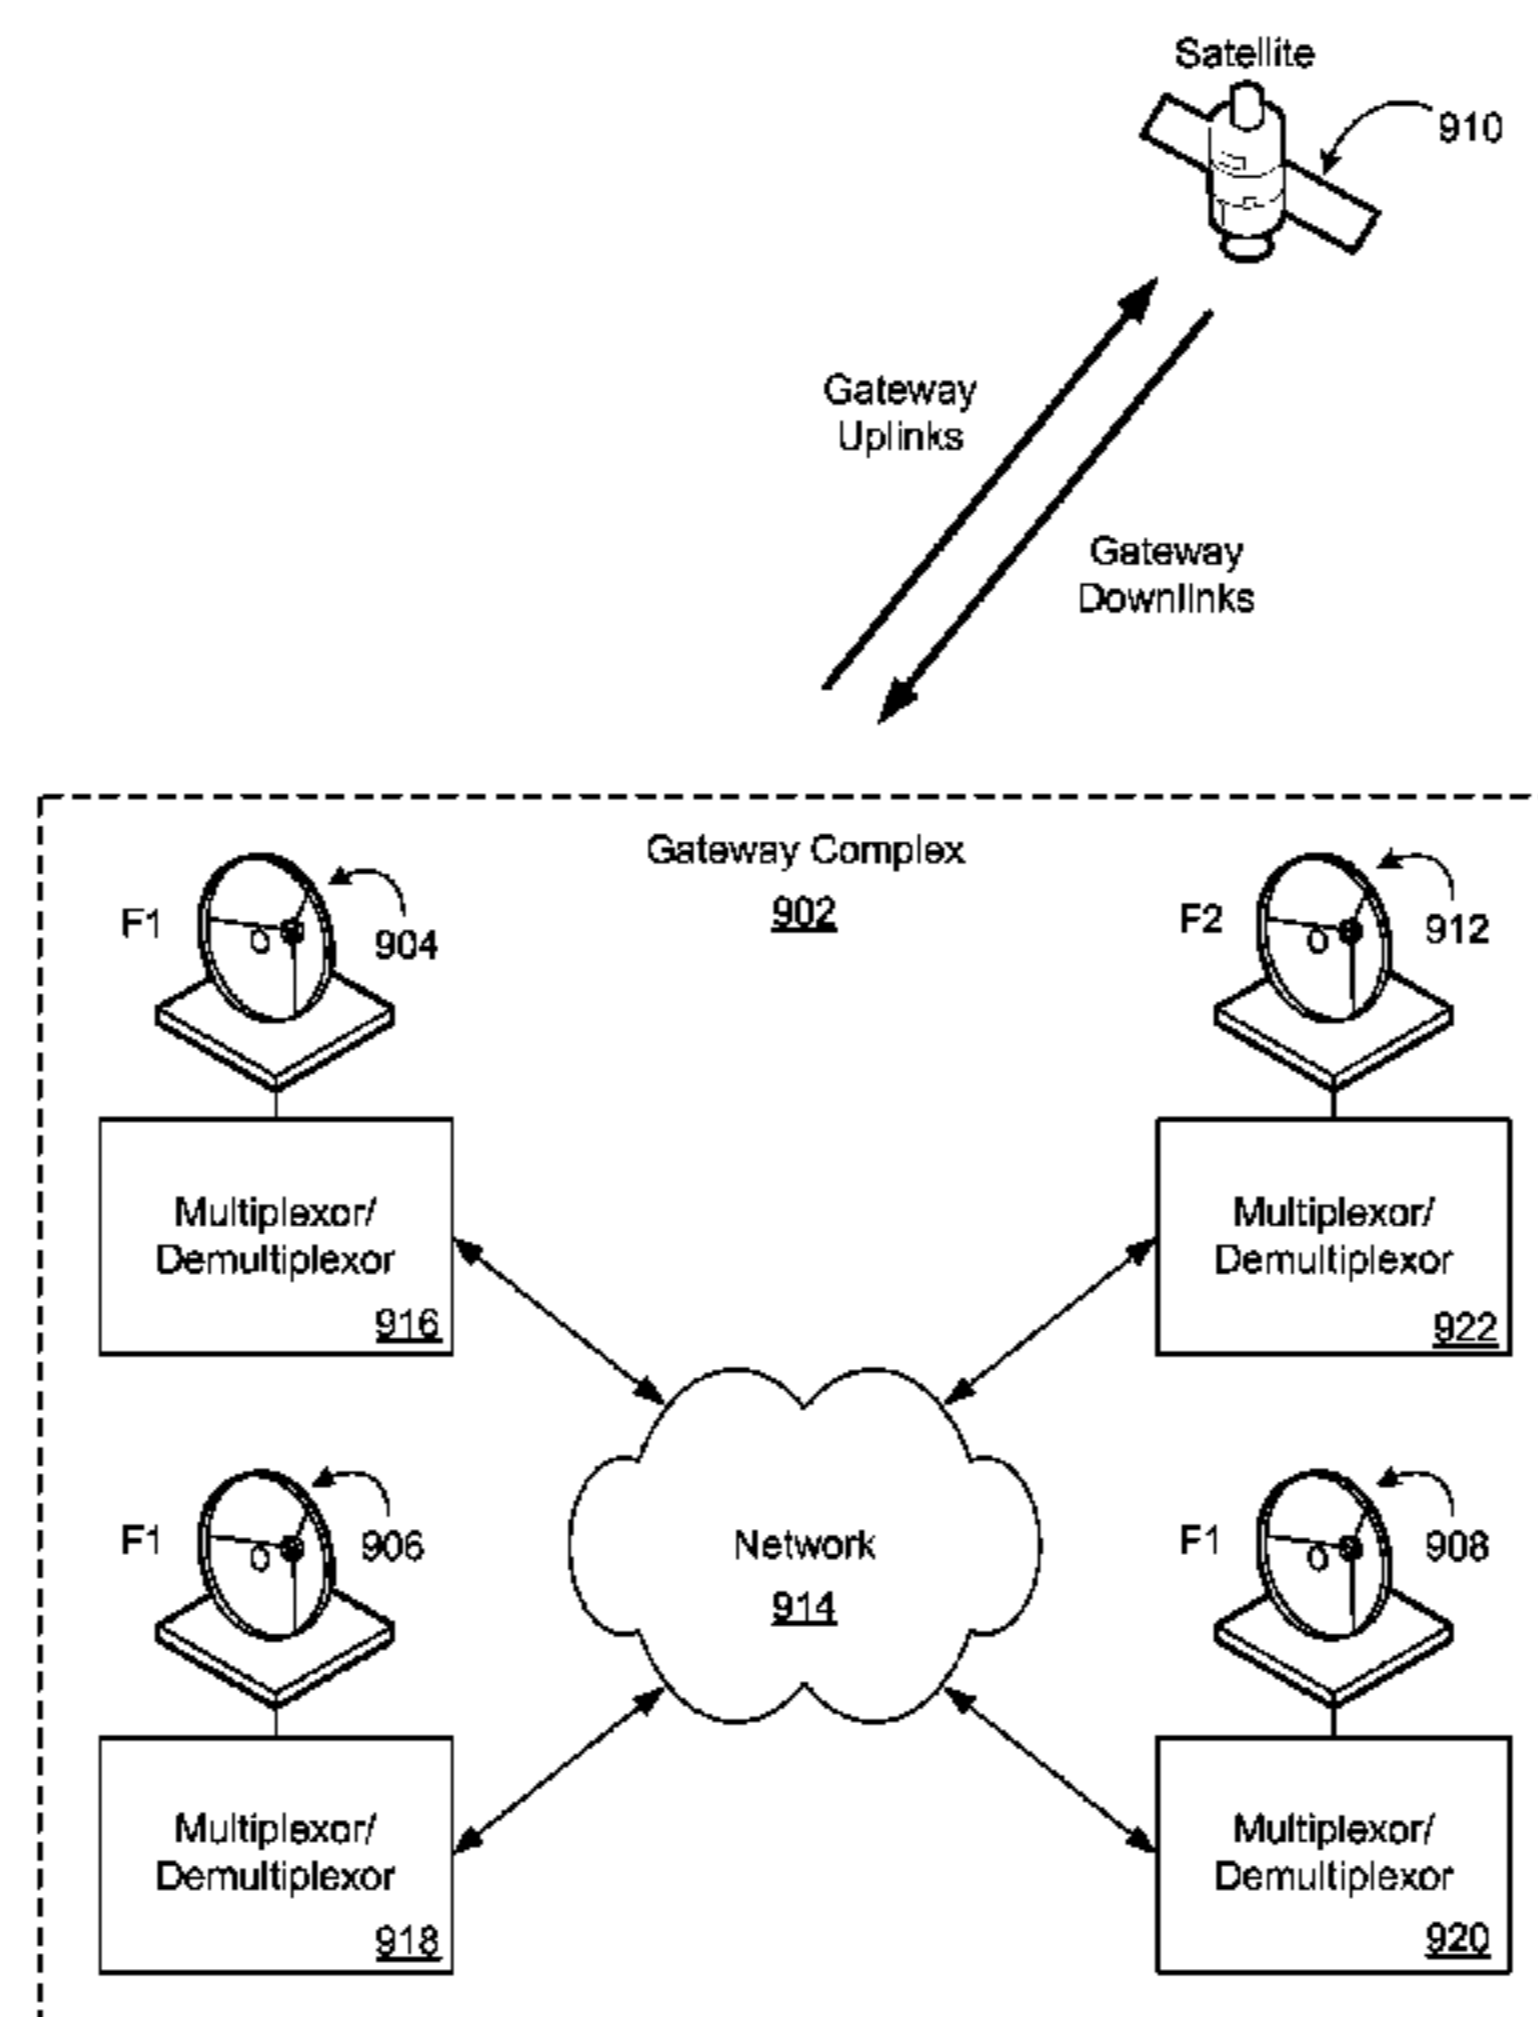 Satellite
910
Gateway
Uplinks
Gateway
Downlinks
Gateway Complex
902
F1
904
F2
912
Multiplexor/
Demultiplexor
916
Multiplexor/
Demultiplexor
922
F1
906
Network
914
F1
908
Multiplexor/
Demultiplexor
918
Multiplexor/
Demultiplexor
920